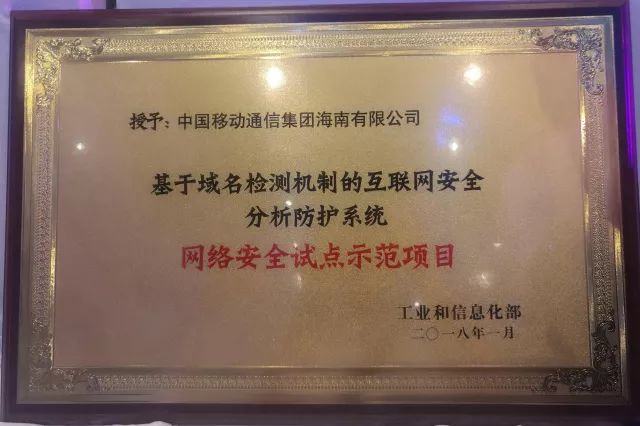 授予：中国移动通信集团海南有限公司
基于域名检测机制的互联网安全
分析防护系统
网络安全试点示范项目
工业和信息化部
二〇一八年一月